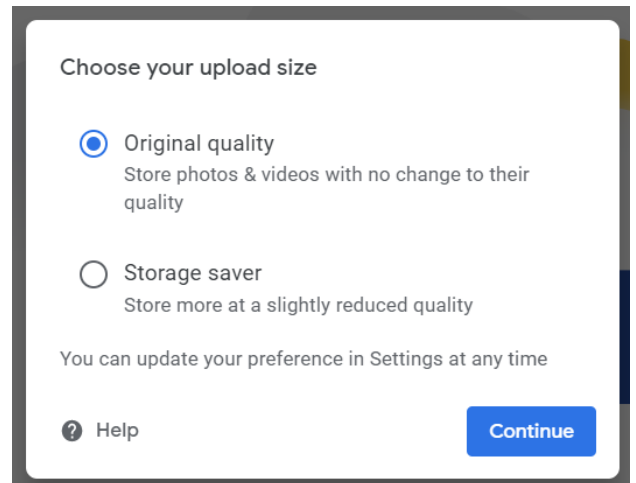 Choose your upload size
Original quality
Store photos & videos with no change to their
quality
Storage saver
Store more at a slightly reduced quality
You can update your preference in Settings at any time
Help
Continue